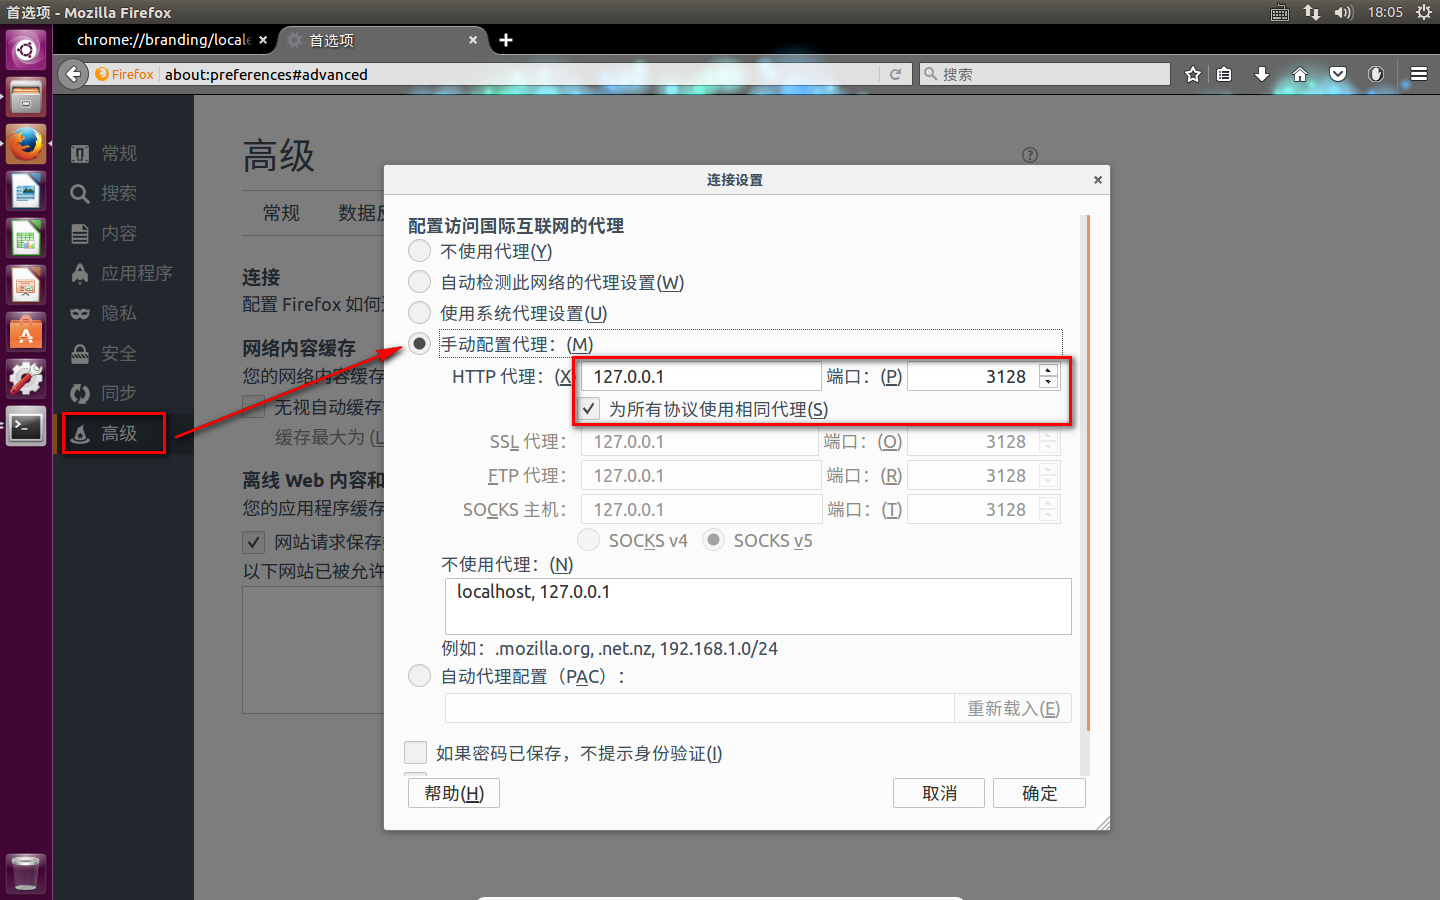 首选项 - Mozilla Firefox
18:05
chrome://branding/locale
首选项
Firefox
about:preferences#advanced
搜索
常规
搜索
内容
应用程序
隐私
安全
同步
高级
高级
常规
连接
配置 Firefox 如何
网络内容缓存
您的网络内容缓存
无视自动缓存
缓存最大为 (L
离线 Web 内容和
您的应用程序缓存
网站请求保存
以下网站已被允许
连接设置
配置访问国际互联网的代理
不使用代理(Y)
自动检测此网络的代理设置(W)
使用系统代理设置(U)
手动配置代理：(M)
HTTP 代理：(X 127.0.0.1 端口：(P) 3128
为所有协议使用相同代理(S)
SSL 代理： 127.0.0.1 端口：(O) 3128
FTP 代理： 127.0.0.1 端口：(R) 3128
SOCKS 主机： 127.0.0.1 端口：(T) 3128
SOCKS v4 SOCKS v5
不使用代理：(N)
localhost, 127.0.0.1
例如：.mozilla.org, .net.nz, 192.168.1.0/24
自动代理配置（PAC）：
重新载入(E)
如果密码已保存，不提示身份验证(I)
帮助(H) 取消 确定